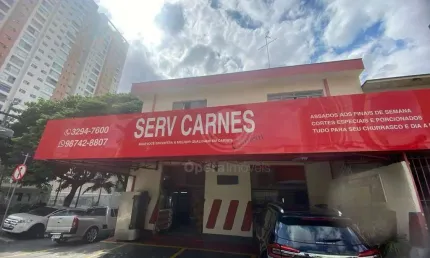 3294-7600
96742-8807
SERV CARNES
ASSADOS AOS FINAIS DE SEMANA
CORTES ESPECIAIS E PORCIONADOS
TUDO PARA SEU CHURRASCO E DIA A